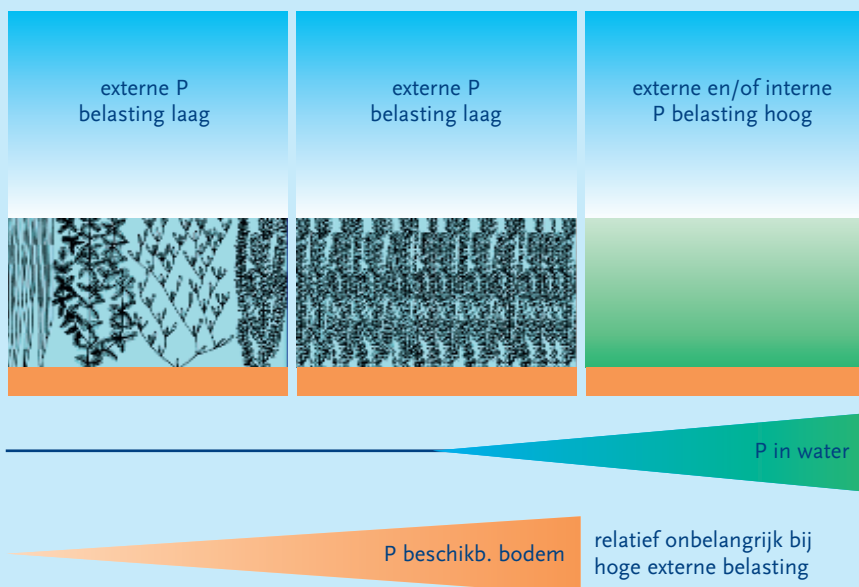 externe P
belasting laag
externe P
belasting laag
externe en/of interne
P belasting hoog
P in water
P beschikb. bodem
relatief onbelangrijk bij
hoge externe belasting